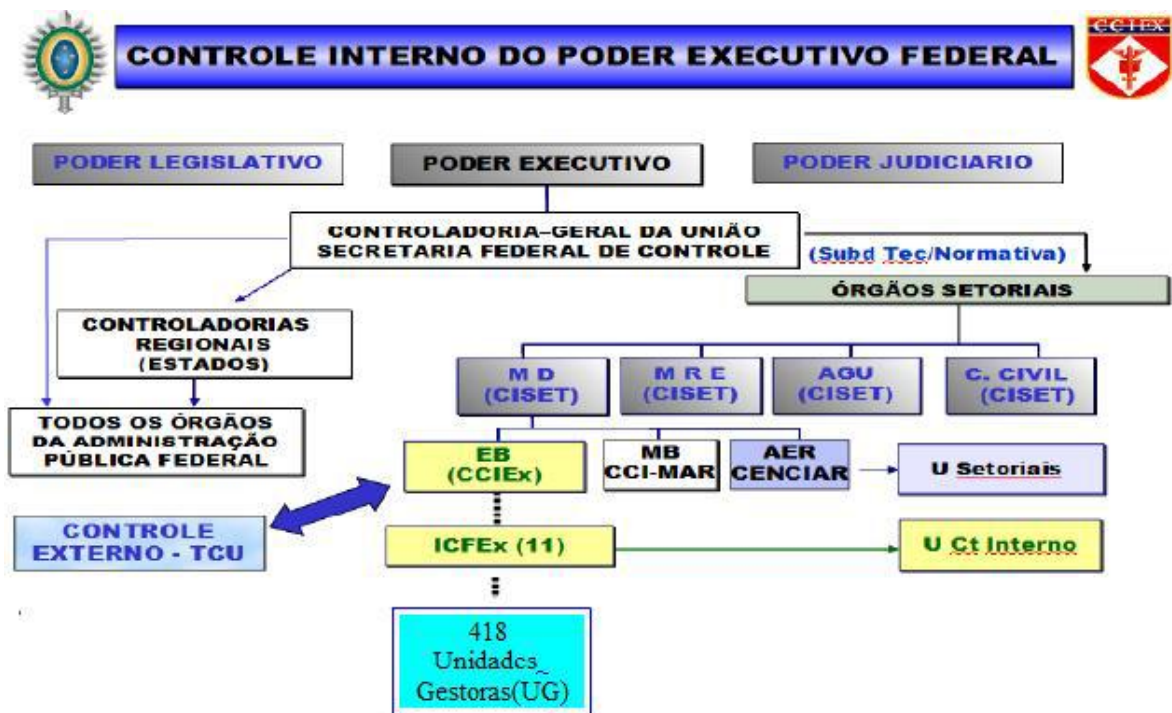 CONTROLE INTERNO DO PODER EXECUTIVO FEDERAL
CCIEX
PODER LEGISLATIVO
PODER EXECUTIVO
PODER JUDICIARIO
CONTROLADORIA–GERAL DA UNIÃO
SECRETARIA FEDERAL DE CONTROLE
(Subd Tec/Normativa)
ÓRGÃOS SETORIAIS
CONTROLADORIAS
REGIONAIS
(ESTADOS)
M D
(CISET)
M R E
(CISET)
AGU
(CISET)
C. CIVIL
(CISET)
TODOS OS ÓRGÃOS
DA ADMINISTRAÇÃO
PÚBLICA FEDERAL
EB
(CCIEx)
MB
CCI-MAR
AER
CENCIAR
U Setoriais
CONTROLE
EXTERNO - TCU
ICFEx (11)
U Ct Interno
418
Unidades
Gestoras(UG)